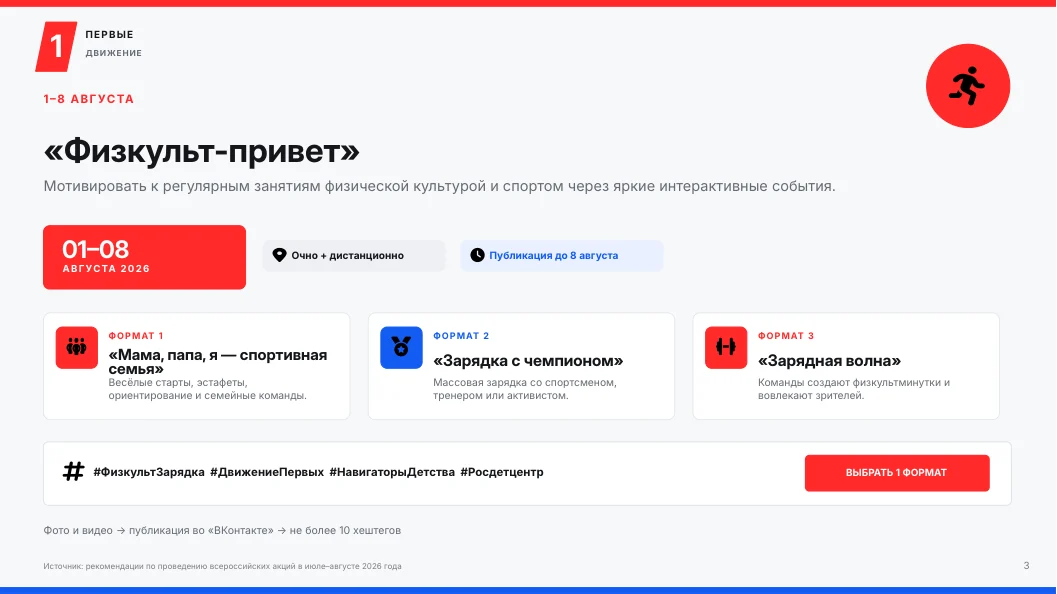 1
ПЕРВЫЕ
ДВИЖЕНИЕ
1–8 АВГУСТА
«Физкульт-привет»
Мотивировать к регулярным занятиям физической культурой и спортом через яркие интерактивные события.
01–08
АВГУСТА 2026
Очно + дистанционно
Публикация до 8 августа
ФОРМАТ 1
«Мама, папа, я — спортивная
семья»
Весёлые старты, эстафеты,
ориентирование и семейные команды.
ФОРМАТ 2
«Зарядка с чемпионом»
Массовая зарядка со спортсменом,
тренером или активистом.
ФОРМАТ 3
«Зарядная волна»
Команды создают физкультминутки и
вовлекают зрителей.
# #ФизкультЗарядка #ДвижениеПервых #НавигаторыДетства #Росдетцентр
ВЫБРАТЬ 1 ФОРМАТ
Фото и видео → публикация во «ВКонтакте» → не более 10 хештегов
Источник: рекомендации по проведению всероссийских акций в июле–августе 2026 года
3